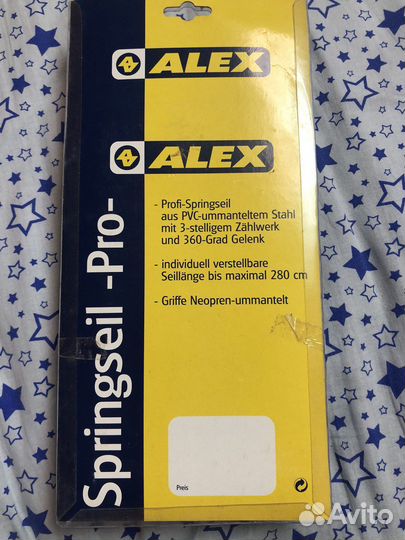 ALEX
ALEX
Springseil -Pro-
- Profi-Springseil
aus PVC-ummanteltem Stahl
mit 3-stelligem Zählwerk
und 360-Grad Gelenk
- individuell verstellbare
Seillänge bis maximal 280 cm
- Griffe Neopren-ummantelt
Preis
Avito